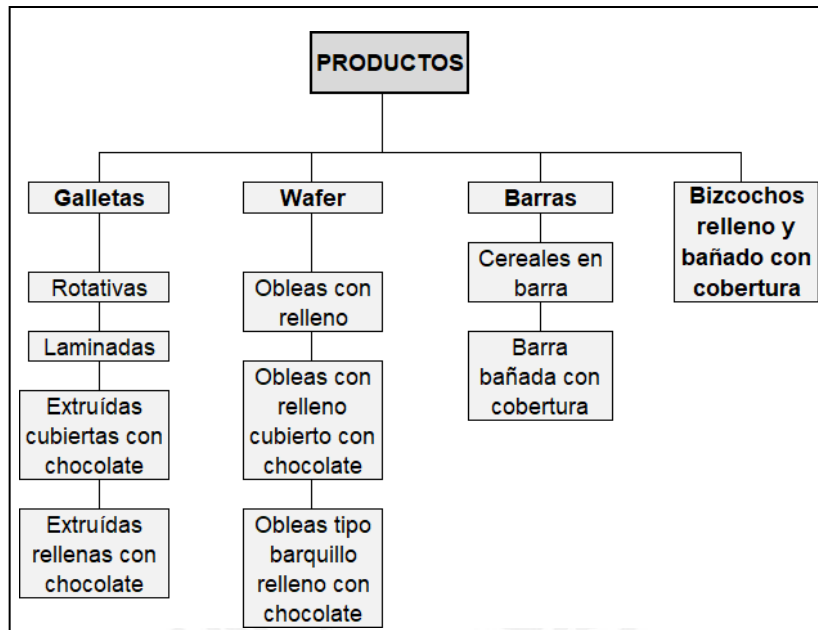 PRODUCTOS
Galletas
Rotativas
Laminadas
Extruídas
cubiertas con
chocolate
Extruídas
rellenas con
chocolate
Wafer
Obleas con
relleno
Obleas con
relleno
cubierto con
chocolate
Obleas tipo
barquillo
relleno con
chocolate
Barras
Cereales en
barra
Barra
bañada con
cobertura
Bizcochos
relleno y
bañado con
cobertura